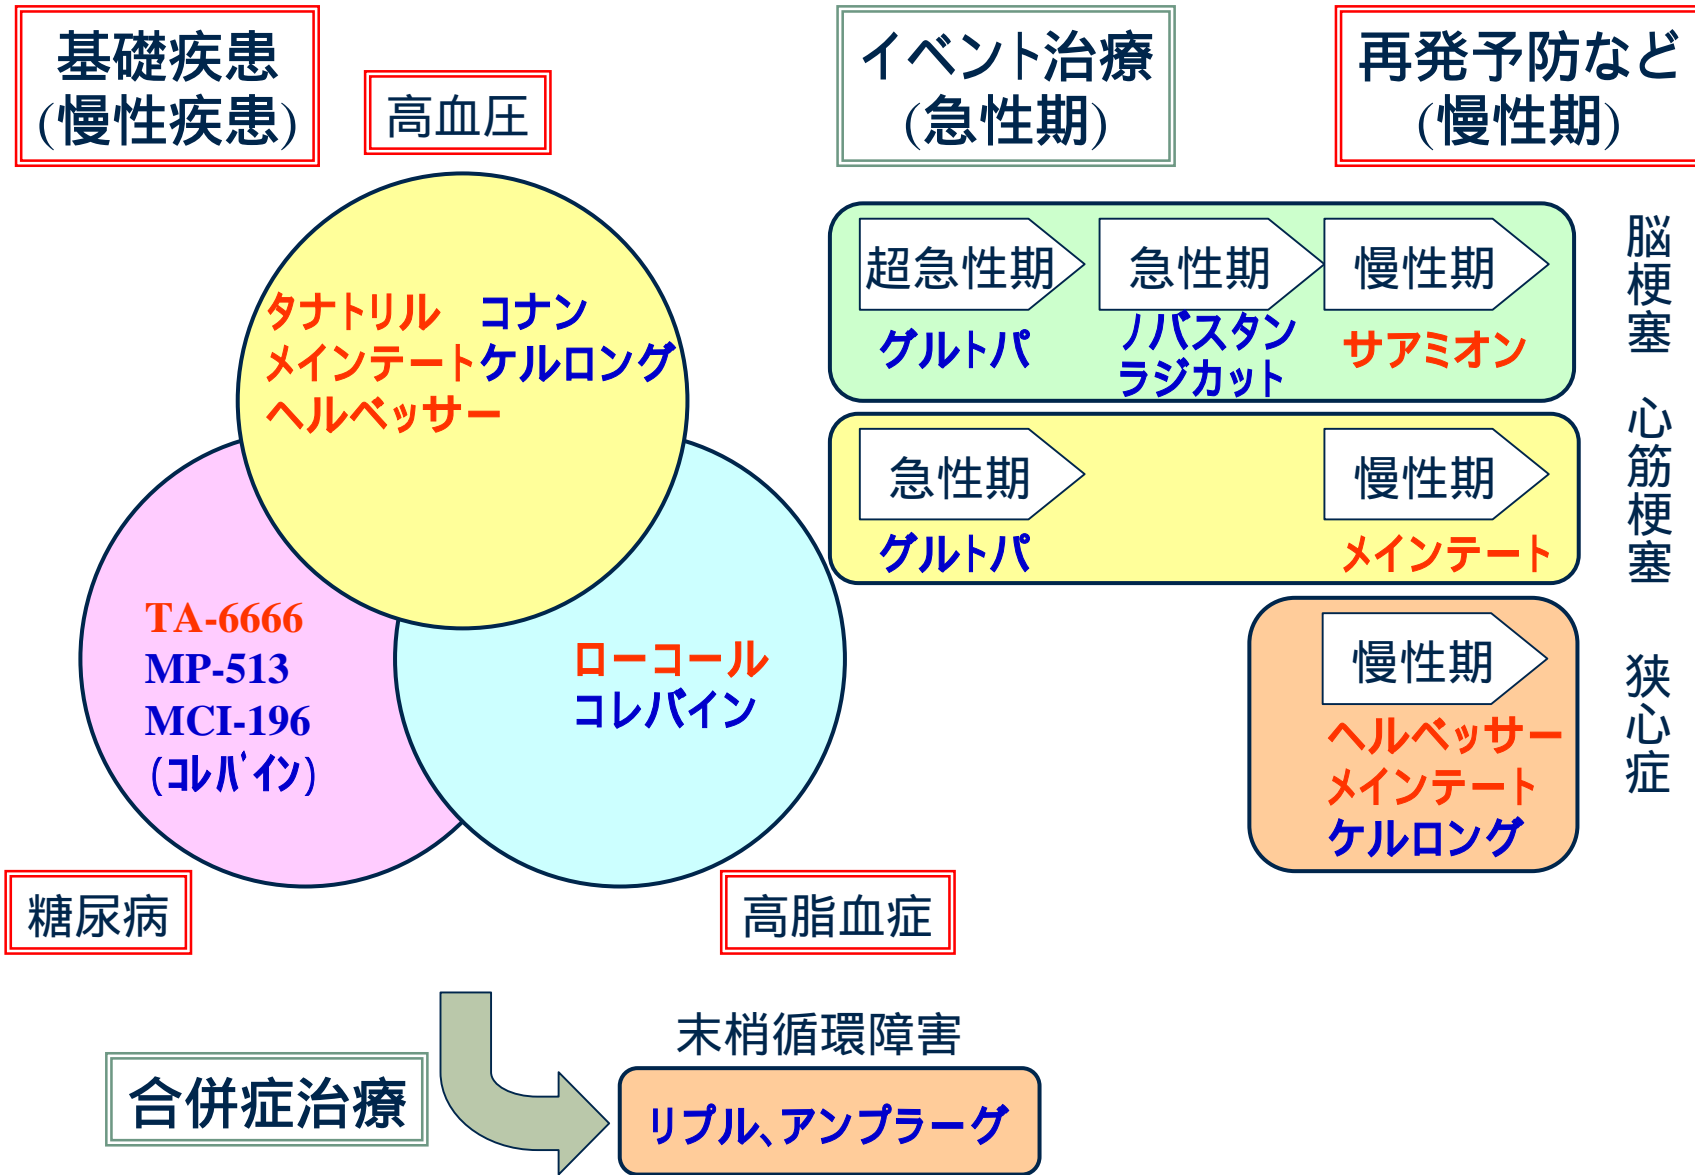 基礎疾患
(慢性疾患)
高血圧
イベント治療
(急性期)
再発予防など
(慢性期)
タナトリル コナン
メインテート ケルロング
ヘルベッサー
TA-6666
MP-513
MCI-196
(コレバイン)
ローコール
コレバイン
糖尿病
高脂血症
超急性期
急性期
慢性期
グルトパ
ノバスタン
ラジカット
サアミオン
脳梗塞
急性期
慢性期
グルトパ
メインテート
心筋梗塞
慢性期
ヘルベッサー
メインテート
ケルロング
狭心症
合併症治療
末梢循環障害
リプル、アンプラーグ